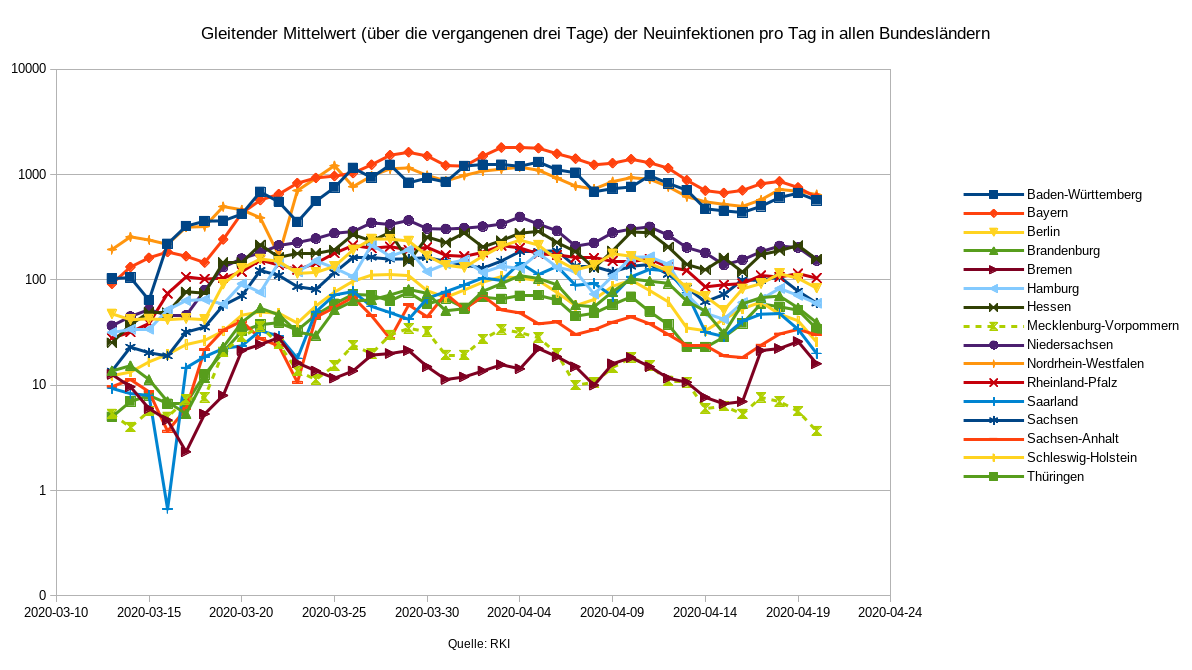 Gleitender Mittelwert (über die vergangenen drei Tage) der Neuinfektionen pro Tag in allen Bundesländern
10000
1000
100
10
1
0
2020-03-10
2020-03-15
2020-03-20
2020-03-25
2020-03-30
2020-04-04
2020-04-09
2020-04-14
2020-04-19
2020-04-24
Quelle: RKI
Baden-Württemberg
Bayern
Berlin
Brandenburg
Bremen
Hamburg
Hessen
Mecklenburg-Vorpommern
Niedersachsen
Nordrhein-Westfalen
Rheinland-Pfalz
Saarland
Sachsen
Sachsen-Anhalt
Schleswig-Holstein
Thüringen